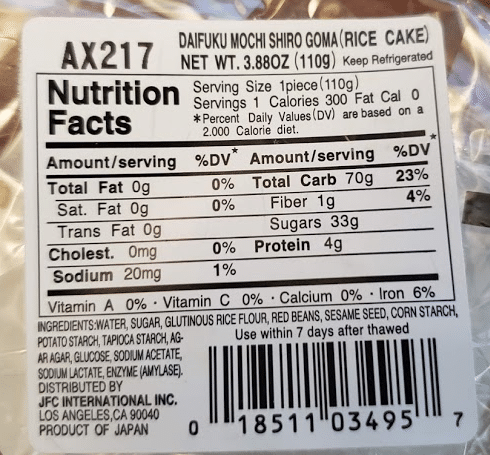 AX217
DAIFUKU MOCHI SHIRO GOMA(RICE CAKE)
NET WT. 3.88OZ (110g) Keep Refrigerated
Nutrition
Facts
Serving Size 1piece(110g)
Servings 1 Calories 300 Fat Cal 0
*Percent Daily Values(DV) are based on a
2.000 Calorie diet.
Amount/serving %DV* Amount/serving %DV*
Total Fat 0g 0% Total Carb 70g 23%
Sat. Fat 0g 0% Fiber 1g 4%
Trans Fat 0g Sugars 33g
Cholest. 0mg 0% Protein 4g
Sodium 20mg 1%
Vitamin A 0% · Vitamin C 0% · Calcium 0% · Iron 6%
INGREDIENTS:WATER, SUGAR, GLUTINOUS RICE FLOUR, RED BEANS, SESAME SEED, CORN STARCH,
POTATO STARCH, TAPIOCA STARCH, AG-
AR AGAR, GLUCOSE, SODIUM ACETATE,
SODIUM LACTATE, ENZYME (AMYLASE).
DISTRIBUTED BY
JFC INTERNATIONAL INC.
LOS ANGELES,CA 90040
PRODUCT OF JAPAN
Use within 7 days after thawed
0 18511 03495 7